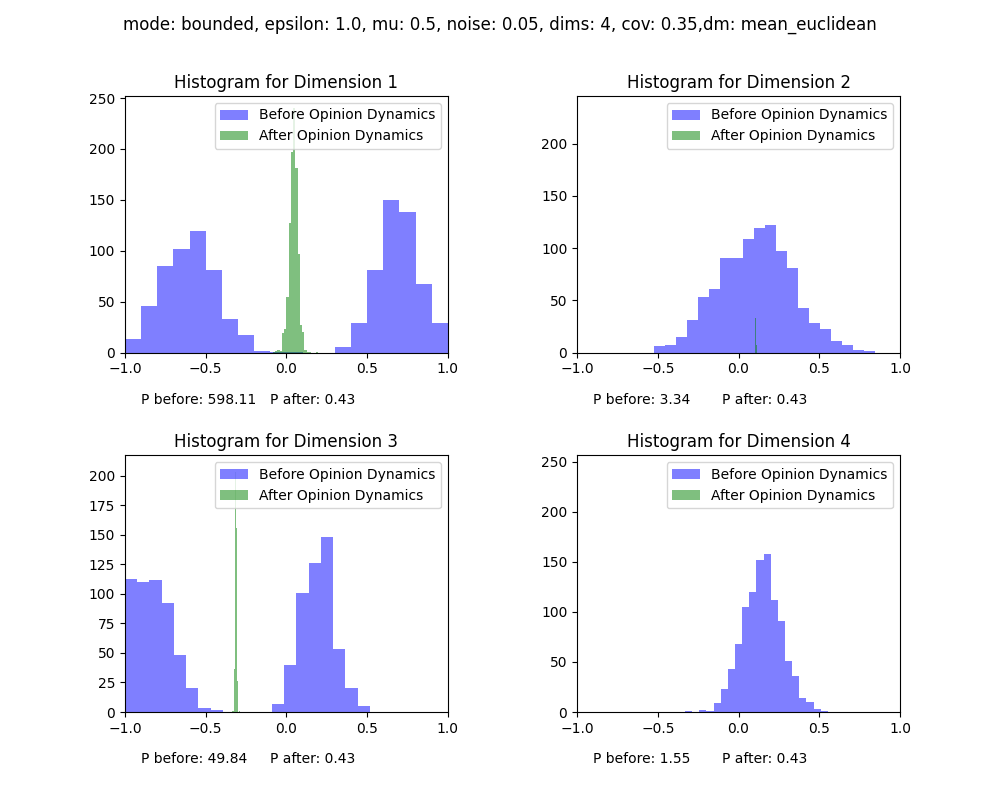 mode: bounded, epsilon: 1.0, mu: 0.5, noise: 0.05, dims: 4, cov: 0.35,dm: mean_euclidean
Histogram for Dimension 1
250
200
150
100
50
0
Before Opinion Dynamics
After Opinion Dynamics
−1.0 −0.5 0.0 0.5 1.0
P before: 598.11 P after: 0.43
Histogram for Dimension 2
200
150
100
50
0
Before Opinion Dynamics
After Opinion Dynamics
−1.0 −0.5 0.0 0.5 1.0
P before: 3.34 P after: 0.43
Histogram for Dimension 3
200
175
150
125
100
75
50
25
0
Before Opinion Dynamics
After Opinion Dynamics
−1.0 −0.5 0.0 0.5 1.0
P before: 49.84 P after: 0.43
Histogram for Dimension 4
250
200
150
100
50
0
Before Opinion Dynamics
After Opinion Dynamics
−1.0 −0.5 0.0 0.5 1.0
P before: 1.55 P after: 0.43